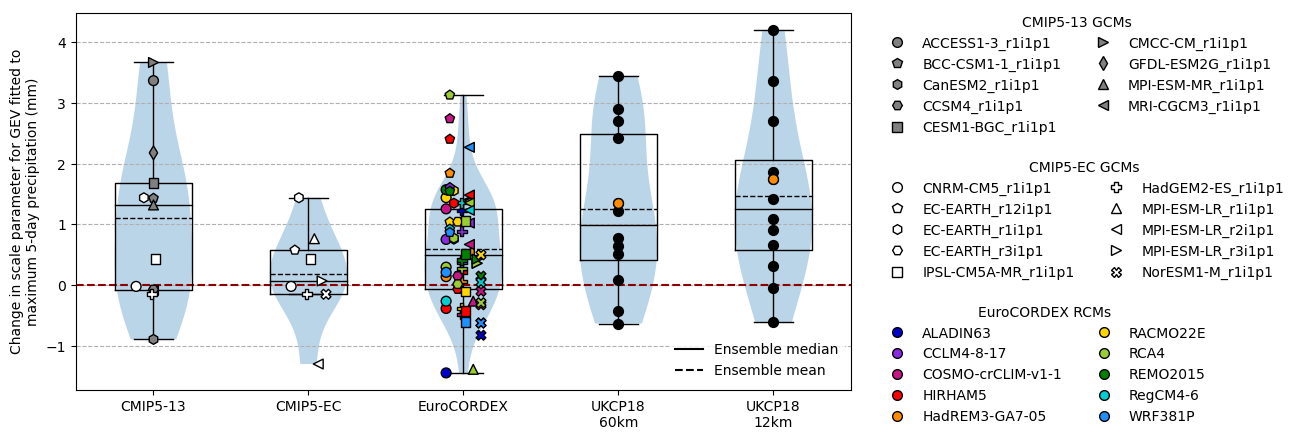 Change in scale parameter for GEV fitted to
maximum 5-day precipitation (mm)
4
3
2
1
0
−1
CMIP5-13
CMIP5-EC
EuroCORDEX
UKCP18
60km
UKCP18
12km
Ensemble median
Ensemble mean
CMIP5-13 GCMs
ACCESS1-3_r1i1p1
BCC-CSM1-1_r1i1p1
CanESM2_r1i1p1
CCSM4_r1i1p1
CESM1-BGC_r1i1p1
CMCC-CM_r1i1p1
GFDL-ESM2G_r1i1p1
MPI-ESM-MR_r1i1p1
MRI-CGCM3_r1i1p1
CMIP5-EC GCMs
CNRM-CM5_r1i1p1
EC-EARTH_r12i1p1
EC-EARTH_r1i1p1
EC-EARTH_r3i1p1
IPSL-CM5A-MR_r1i1p1
HadGEM2-ES_r1i1p1
MPI-ESM-LR_r1i1p1
MPI-ESM-LR_r2i1p1
MPI-ESM-LR_r3i1p1
NorESM1-M_r1i1p1
EuroCORDEX RCMs
ALADIN63
CCLM4-8-17
COSMO-crCLIM-v1-1
HIRHAM5
HadREM3-GA7-05
RACMO22E
RCA4
REMO2015
RegCM4-6
WRF381P